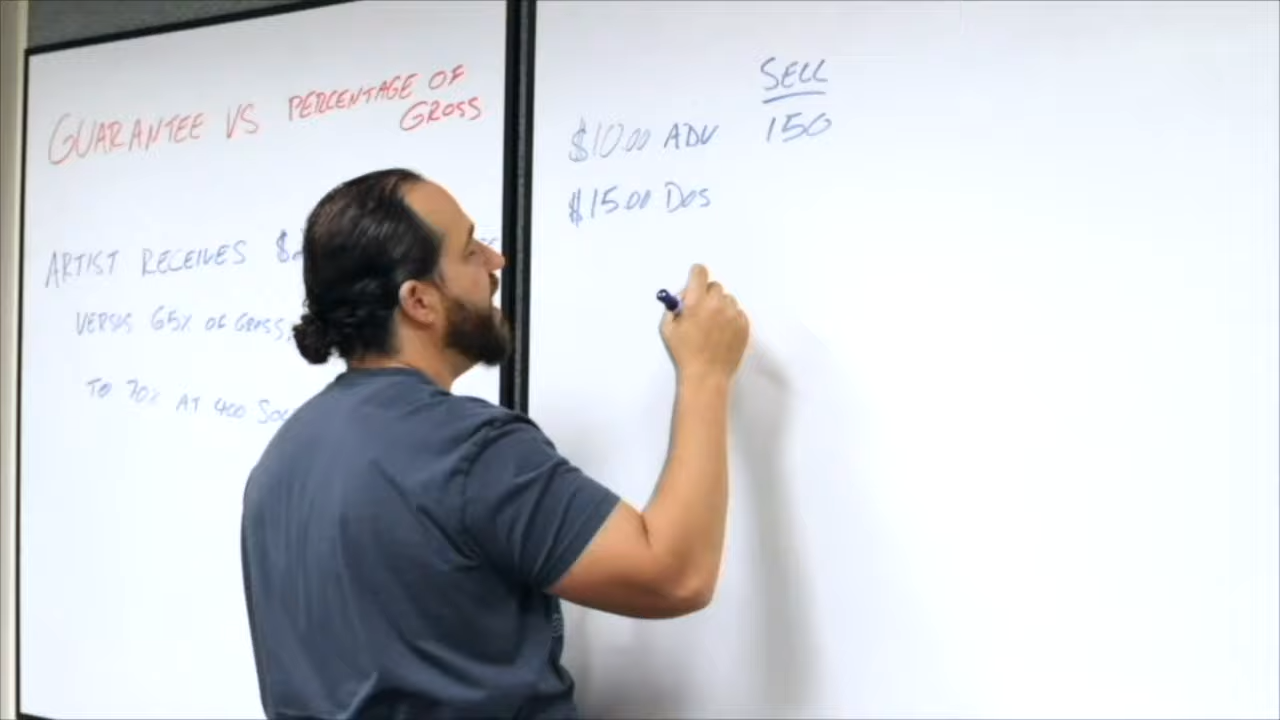 GUARANTEE VS PERCENTAGE OF
GROSS
ARTIST RECEIVES $
VERSUS 65% OF GROSS,
TO 70% AT 400
SELL
$10.00 ADV 150
$15.00 DOS